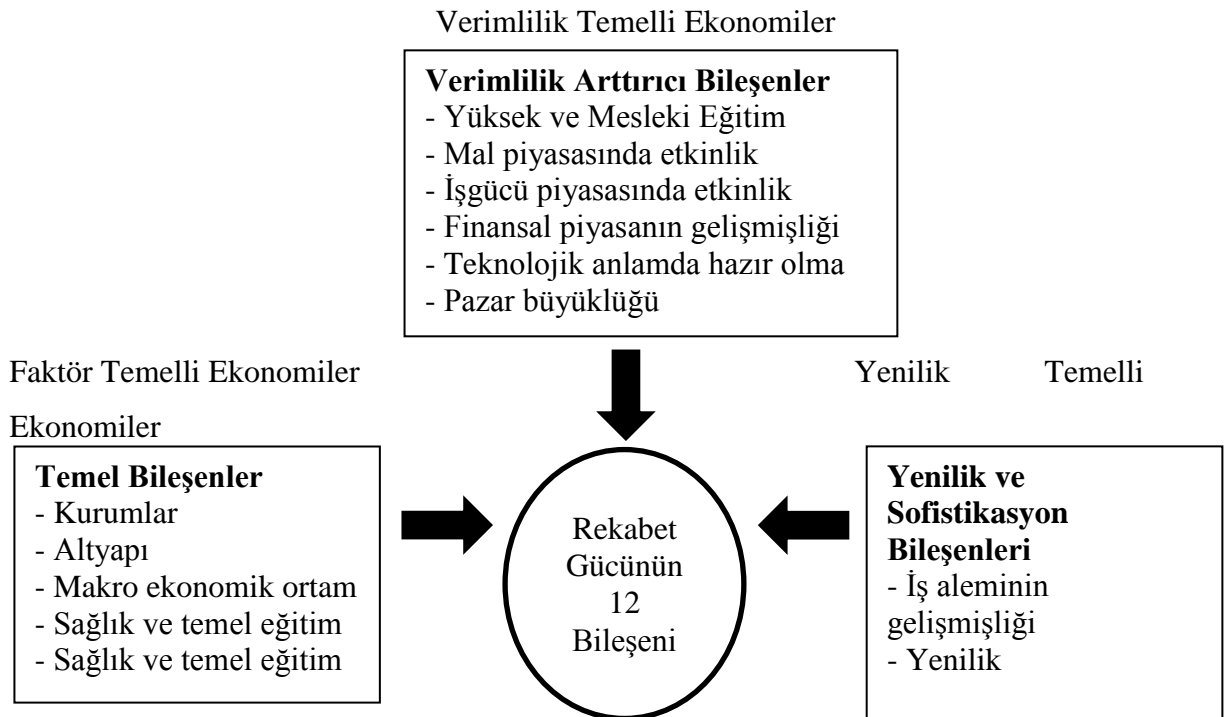 Verimlilik Temelli Ekonomiler
Verimlilik Arttırıcı Bileşenler
- Yüksek ve Mesleki Eğitim
- Mal piyasasında etkinlik
- İşgücü piyasasında etkinlik
- Finansal piyasanın gelişmişliği
- Teknolojik anlamda hazır olma
- Pazar büyüklüğü
Faktör Temelli Ekonomiler Yenilik Temelli
Ekonomiler
Temel Bileşenler
- Kurumlar
- Altyapı
- Makro ekonomik ortam
- Sağlık ve temel eğitim
- Sağlık ve temel eğitim
Rekabet
Gücünün
12
Bileşeni
Yenilik ve
Sofistikasyon
Bileşenleri
- İş aleminin
gelişmişliği
- Yenilik